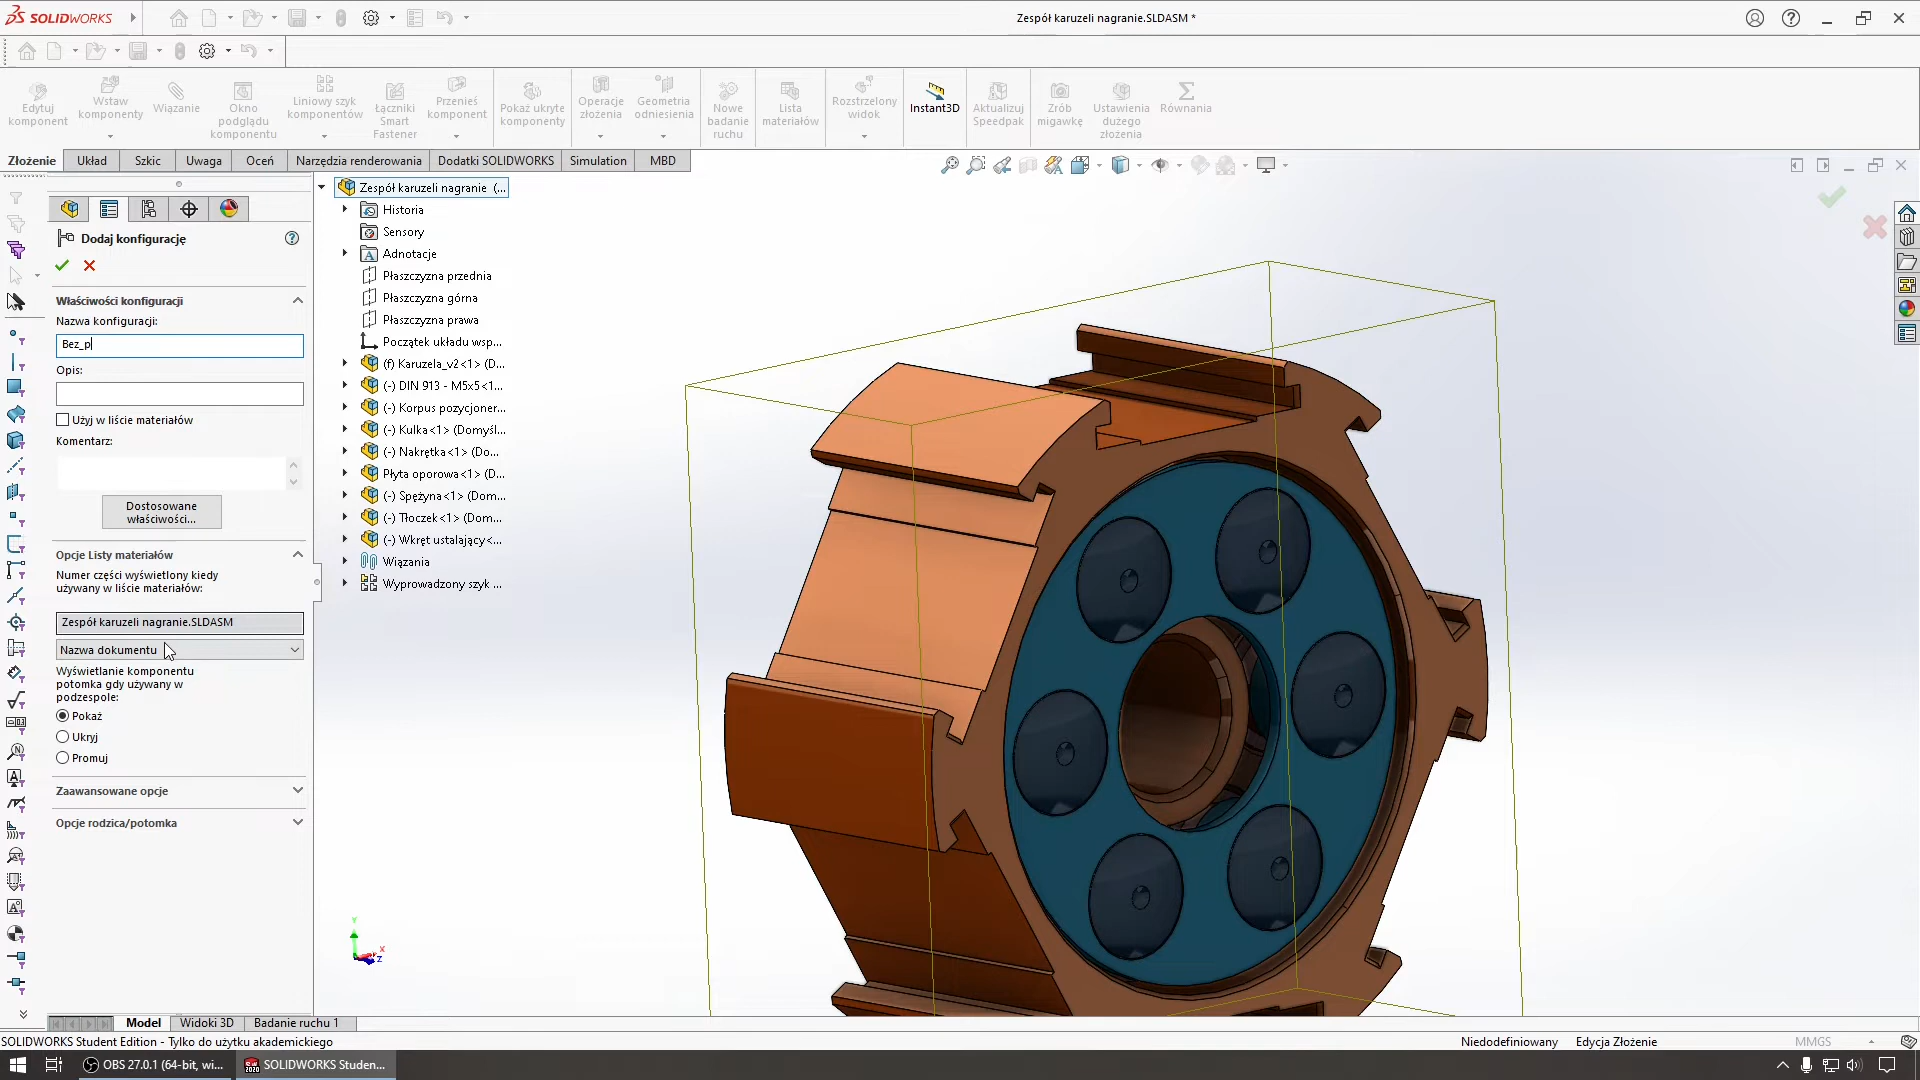 SOLIDWORKS
Zespół karuzeli nagranie.SLDASM *
Edytuj komponent
Wstaw komponenty
Wiązanie
Okno podglądu komponentu
Liniowy szyk komponentów
Łączniki Smart Fastener
Przenieś komponent
Pokaż ukryte komponenty
Operacje złożenia
Geometria odniesienia
Nowe badanie ruchu
Lista materiałów
Rozstrzelony widok
Instant3D
Aktualizuj Speedpak
Zrób migawkę
Ustawienia dużego złożenia
Równania
Złożenie
Układ
Szkic
Uwaga
Oceń
Narzędzia renderowania
Dodatki SOLIDWORKS
Simulation
MBD
Dodaj konfigurację
Właściwości konfiguracji
Nazwa konfiguracji:
Bez_p
Opis:
Użyj w liście materiałów
Komentarz:
Dostosowane
właściwości...
Opcje Listy materiałów
Numer części wyświetlony kiedy
używany w liście materiałów:
Zespół karuzeli nagranie.SLDASM
Nazwa dokumentu
Wyświetlanie komponentu
potomka gdy używany w
podzespole:
Pokaż
Ukryj
Promuj
Zaawansowane opcje
Opcje rodzica/potomka
Zespół karuzeli nagranie (...
Historia
Sensory
Adnotacje
Płaszczyzna przednia
Płaszczyzna górna
Płaszczyzna prawa
Początek układu wsp...
(f) Karuzela_v2<1> (D...
(-) DIN 913 - M5x5<1...
(-) Korpus pozycjoner...
(-) Kulka<1> (Domyśl...
(-) Nakrętka<1> (Do...
Płyta oporowa<1> (D...
(-) Spężyna<1> (Dom...
(-) Tłoczek<1> (Dom...
(-) Wkręt ustalający<...
Wiązania
Wyprowadzony szyk ...
Y
X
Z
Model
Widoki 3D
Badanie ruchu 1
SOLIDWORKS Student Edition - Tylko do użytku akademickiego
Niedodefiniowany
Edycja Złożenie
MMGS
OBS 27.0.1 (64-bit, wi...
SOLIDWORKS Studen...